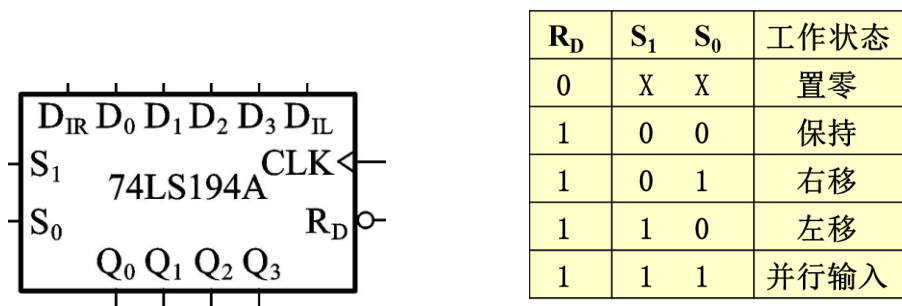 D_IR D_0 D_1 D_2 D_3 D_IL
S_1 CLK
74LS194A
S_0 R_D
Q_0 Q_1 Q_2 Q_3
R_D S_1 S_0 工作状态
0 X X 置零
1 0 0 保持
1 0 1 右移
1 1 0 左移
1 1 1 并行输入